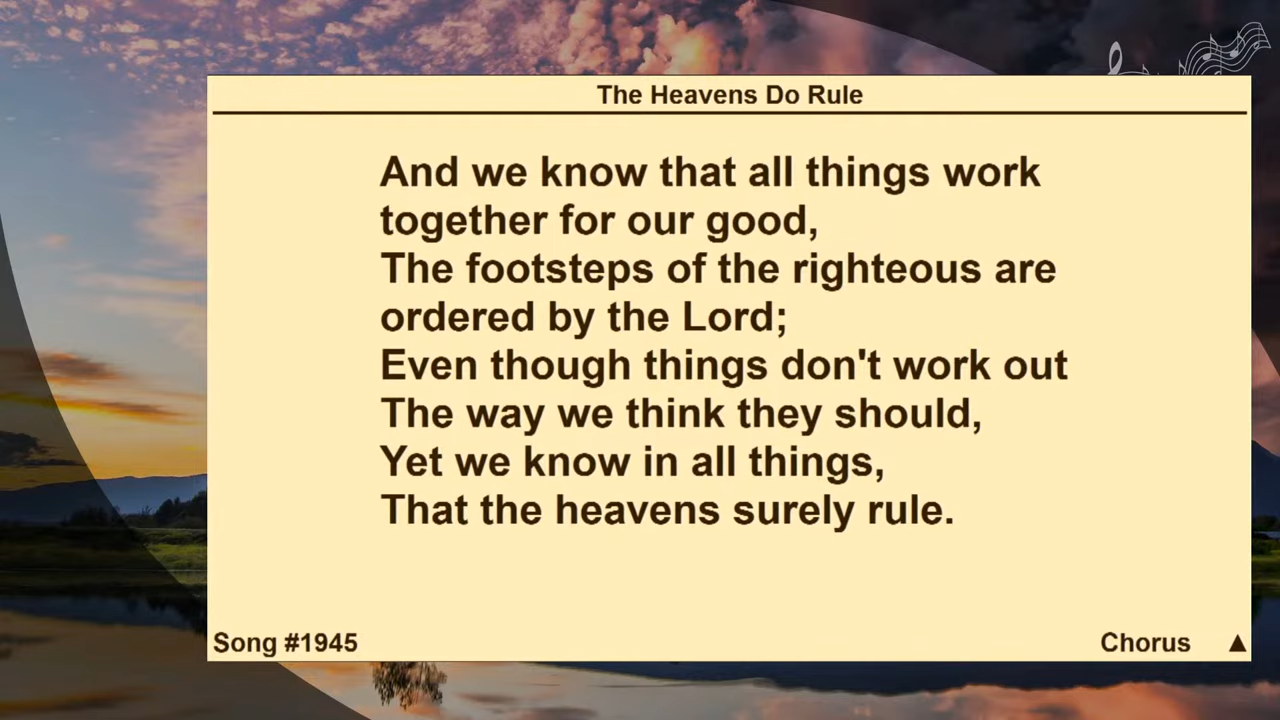 The Heavens Do Rule
And we know that all things work
together for our good,
The footsteps of the righteous are
ordered by the Lord;
Even though things don't work out
The way we think they should,
Yet we know in all things,
That the heavens surely rule.
Song #1945
Chorus ▲